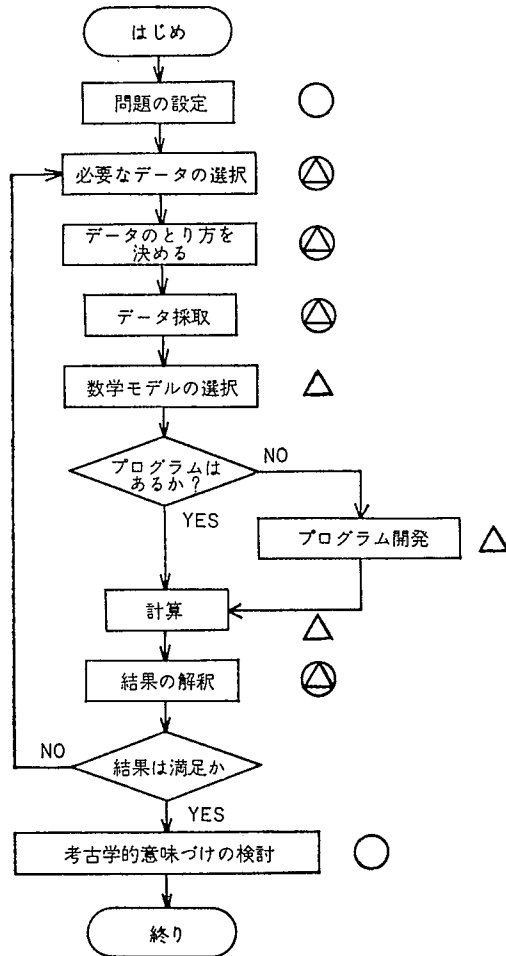 はじめ
問題の設定
必要なデータの選択
データのとり方を
決める
データ採取
数学モデルの選択
プログラムは
あるか？
NO
YES
プログラム開発
計算
結果の解釈
NO
結果は満足か
YES
考古学的意味づけの検討
終り